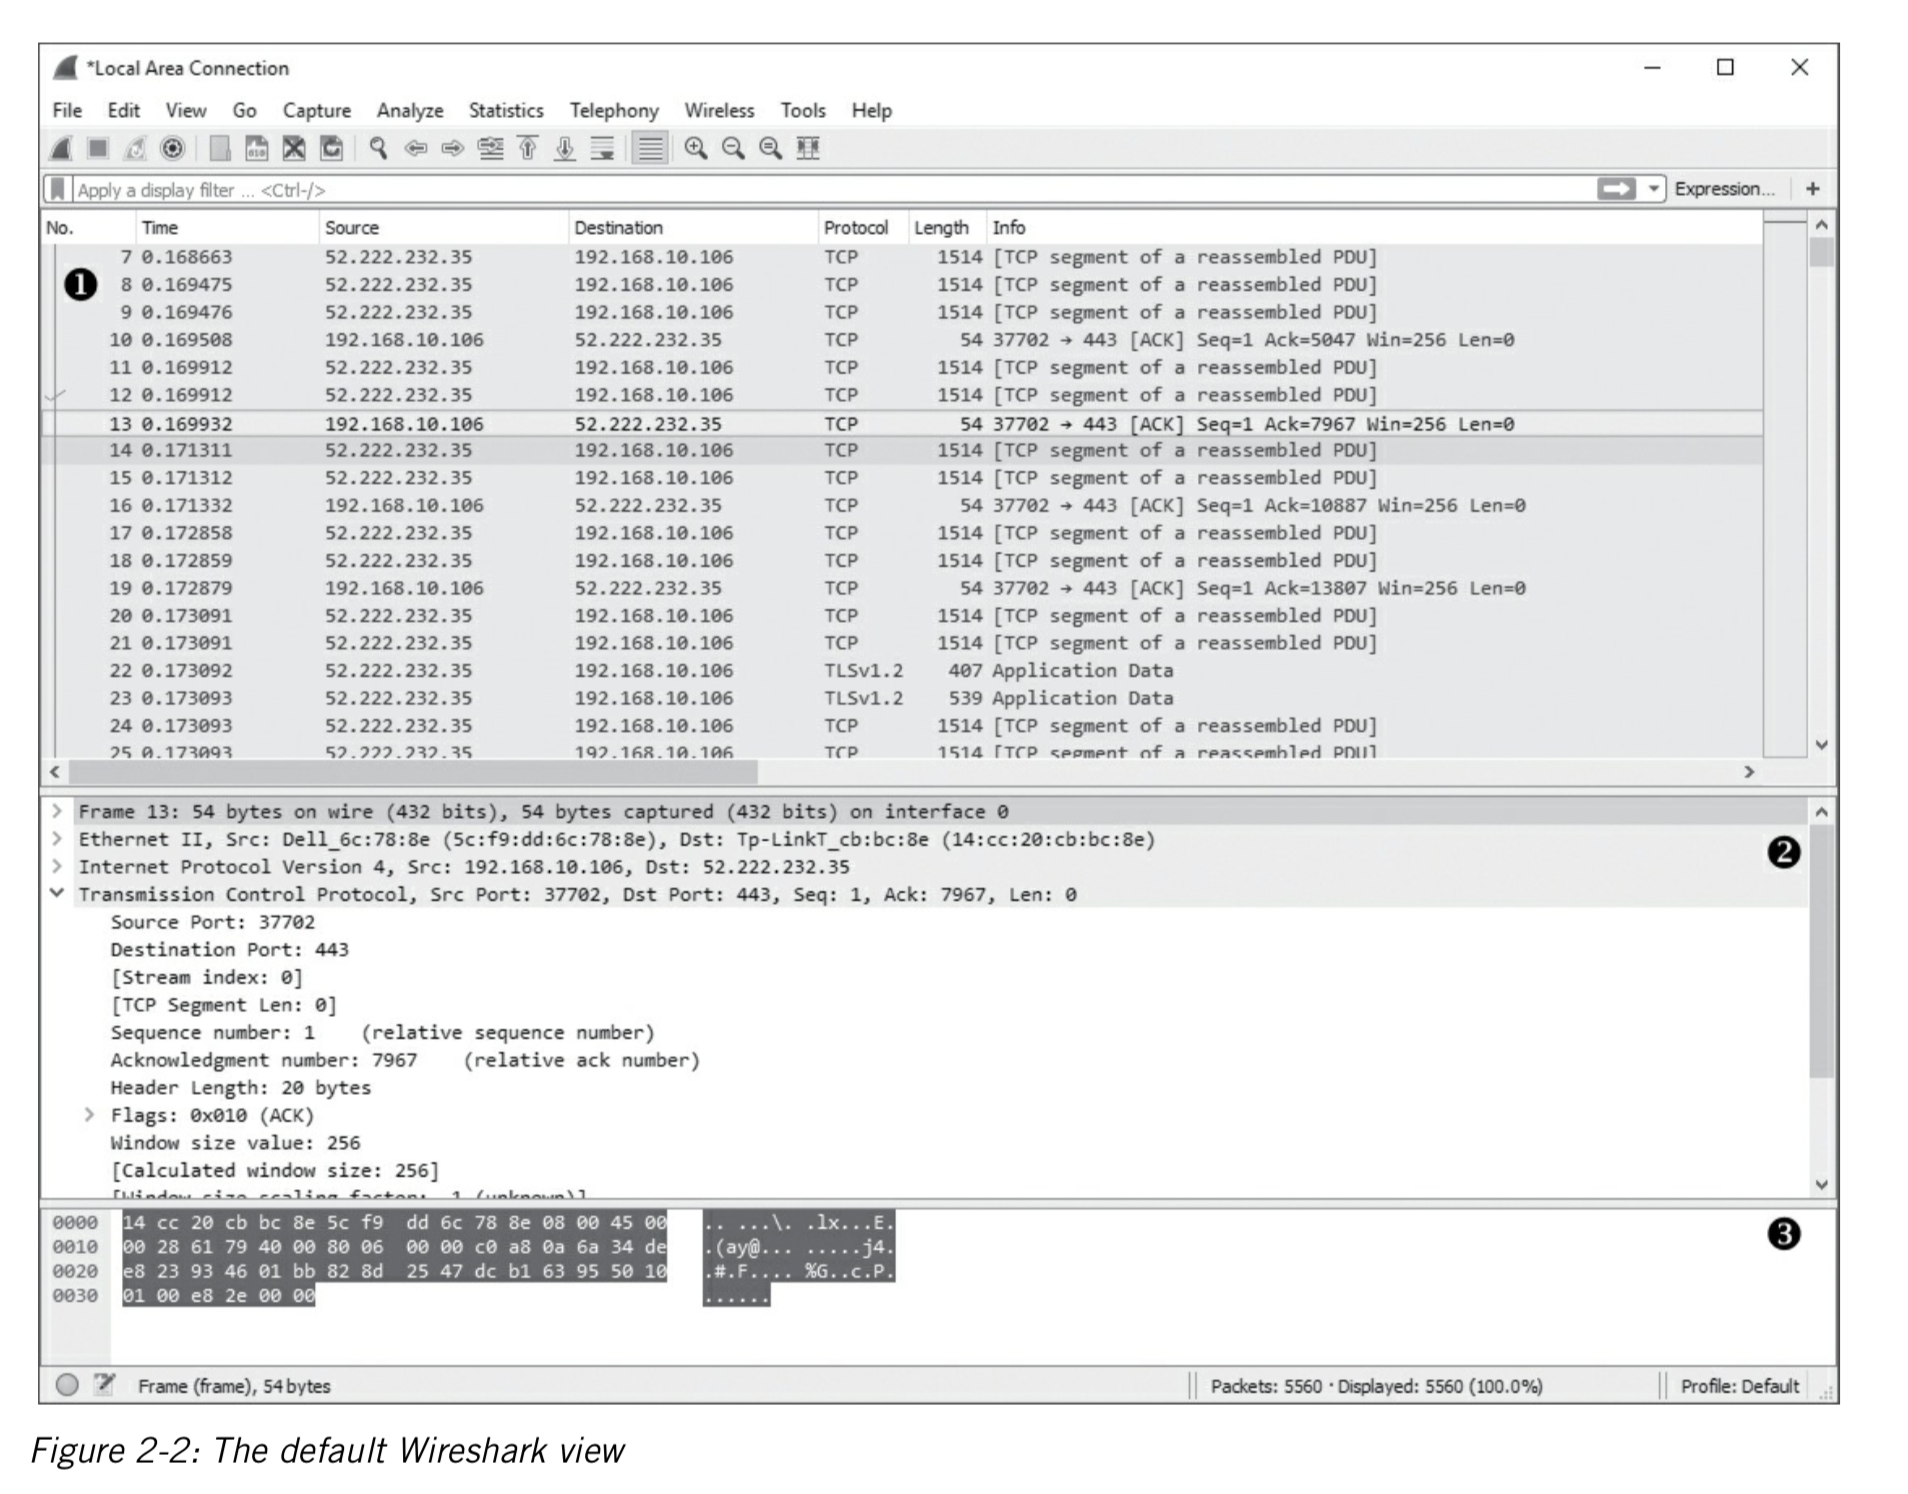 *Local Area Connection
File Edit View Go Capture Analyze Statistics Telephony Wireless Tools Help
Apply a display filter ... <Ctrl-/> Expression... +
No. Time Source Destination Protocol Length Info
7 0.168663 52.222.232.35 192.168.10.106 TCP 1514 [TCP segment of a reassembled PDU]
❶ 8 0.169475 52.222.232.35 192.168.10.106 TCP 1514 [TCP segment of a reassembled PDU]
9 0.169476 52.222.232.35 192.168.10.106 TCP 1514 [TCP segment of a reassembled PDU]
10 0.169508 192.168.10.106 52.222.232.35 TCP 54 37702 → 443 [ACK] Seq=1 Ack=5047 Win=256 Len=0
11 0.169912 52.222.232.35 192.168.10.106 TCP 1514 [TCP segment of a reassembled PDU]
12 0.169912 52.222.232.35 192.168.10.106 TCP 1514 [TCP segment of a reassembled PDU]
13 0.169932 192.168.10.106 52.222.232.35 TCP 54 37702 → 443 [ACK] Seq=1 Ack=7967 Win=256 Len=0
14 0.171311 52.222.232.35 192.168.10.106 TCP 1514 [TCP segment of a reassembled PDU]
15 0.171312 52.222.232.35 192.168.10.106 TCP 1514 [TCP segment of a reassembled PDU]
16 0.171332 192.168.10.106 52.222.232.35 TCP 54 37702 → 443 [ACK] Seq=1 Ack=10887 Win=256 Len=0
17 0.172858 52.222.232.35 192.168.10.106 TCP 1514 [TCP segment of a reassembled PDU]
18 0.172859 52.222.232.35 192.168.10.106 TCP 1514 [TCP segment of a reassembled PDU]
19 0.172879 192.168.10.106 52.222.232.35 TCP 54 37702 → 443 [ACK] Seq=1 Ack=13807 Win=256 Len=0
20 0.173091 52.222.232.35 192.168.10.106 TCP 1514 [TCP segment of a reassembled PDU]
21 0.173091 52.222.232.35 192.168.10.106 TCP 1514 [TCP segment of a reassembled PDU]
22 0.173092 52.222.232.35 192.168.10.106 TLSv1.2 407 Application Data
23 0.173093 52.222.232.35 192.168.10.106 TLSv1.2 539 Application Data
24 0.173093 52.222.232.35 192.168.10.106 TCP 1514 [TCP segment of a reassembled PDU]
25 0.173093 52.222.232.35 192.168.10.106 TCP 1514 [TCP segment of a reassembled PDU]
Frame 13: 54 bytes on wire (432 bits), 54 bytes captured (432 bits) on interface 0
Ethernet II, Src: Dell_6c:78:8e (5c:f9:dd:6c:78:8e), Dst: Tp-LinkT_cb:bc:8e (14:cc:20:cb:bc:8e) ❷
Internet Protocol Version 4, Src: 192.168.10.106, Dst: 52.222.232.35
Transmission Control Protocol, Src Port: 37702, Dst Port: 443, Seq: 1, Ack: 7967, Len: 0
Source Port: 37702
Destination Port: 443
[Stream index: 0]
[TCP Segment Len: 0]
Sequence number: 1 (relative sequence number)
Acknowledgment number: 7967 (relative ack number)
Header Length: 20 bytes
Flags: 0x010 (ACK)
Window size value: 256
[Calculated window size: 256]
[Window size scaling factor: -1 (unknown)]
0000 14 cc 20 cb bc 8e 5c f9 dd 6c 78 8e 08 00 45 00 .. ...\. .lx...E. ❸
0010 00 28 61 79 40 00 80 06 00 00 c0 a8 0a 6a 34 de .(ay@... .....j4.
0020 e8 23 93 46 01 bb 82 8d 25 47 dc b1 63 95 50 10 .#.F.... %G..c.P.
0030 01 00 e8 2e 00 00 ......
Frame (frame), 54 bytes Packets: 5560 · Displayed: 5560 (100.0%) Profile: Default
Figure 2-2: The default Wireshark view